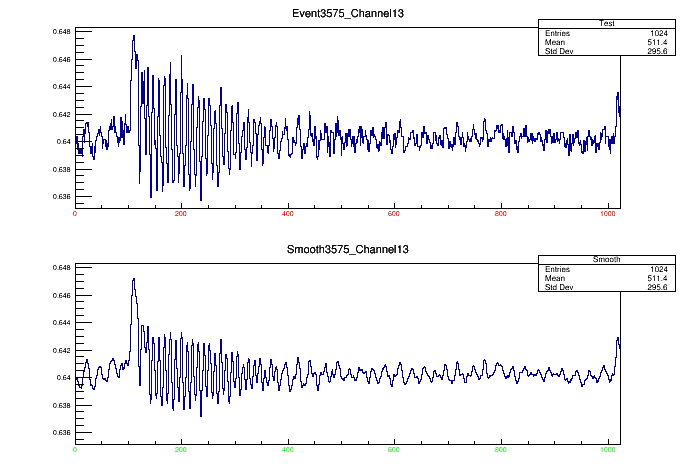 Event3575_Channel13
Test
Entries 1024
Mean 511.4
Std Dev 295.6
0.648
0.646
0.644
0.642
0.64
0.638
0.636
0 200 400 600 800 1000
Smooth3575_Channel13
Smooth
Entries 1024
Mean 511.4
Std Dev 295.6
0.648
0.646
0.644
0.642
0.64
0.638
0.636
0 200 400 600 800 1000